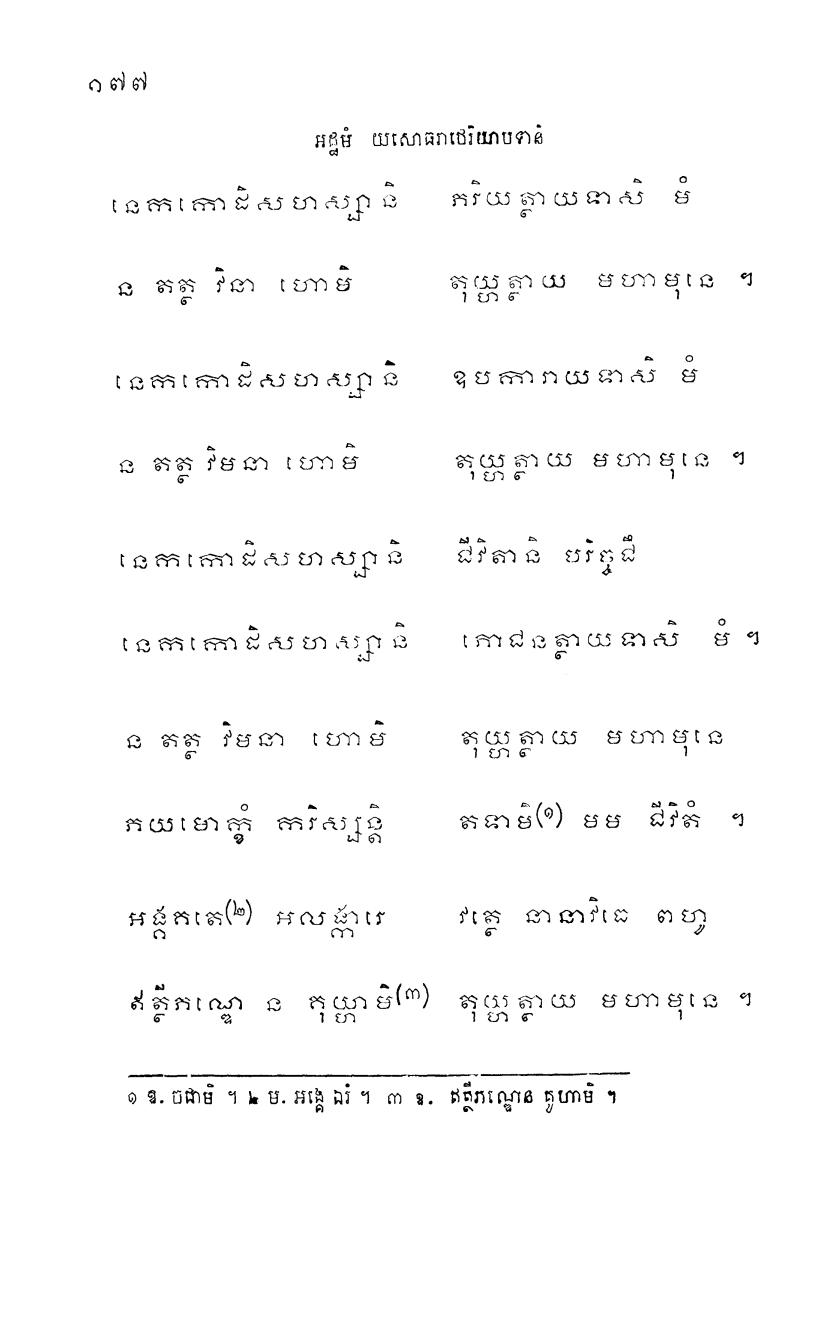 ១៧៧
អដ្ឋមំ យសោធរាថេរិយាបទានំ
នេកកោដិសហស្សានិ ភរិយត្ថាយទាសិ មំ
ន តត្ថ វិនា ហោមិ តុយ្ហត្ថាយ មហាមុនេ ។
នេកកោដិសហស្សានិ ឧបការាយទាសិ មំ
ន តត្ថ វិមនា ហោមិ តុយ្ហត្ថាយ មហាមុនេ ។
នេកកោដិសហស្សានិ ជីវិតានិ បរិច្ចជឹ
នេកកោដិសហស្សានិ ភោជនត្ថាយទាសិ មំ ។
ន តត្ថ វិមនា ហោមិ តុយ្ហត្ថាយ មហាមុនេ
ភយមោក្ខំ ករិស្សន្តិ តទាមិ(១) មម ជីវិតំ ។
អង្គគតេ(២) អលង្ការេ វត្ថេ នានាវិធេ ពហូ
ឥត្ថីភណ្ឌេ ន គុយ្ហាមិ(៣) តុយ្ហត្ថាយ មហាមុនេ ។
១ ឱ. ចជាមិ ។ ២ ម. អង្គេ ឯវំ ។ ៣ ឱ. ឥត្ថីភណ្ឌេន គូហាមិ ។